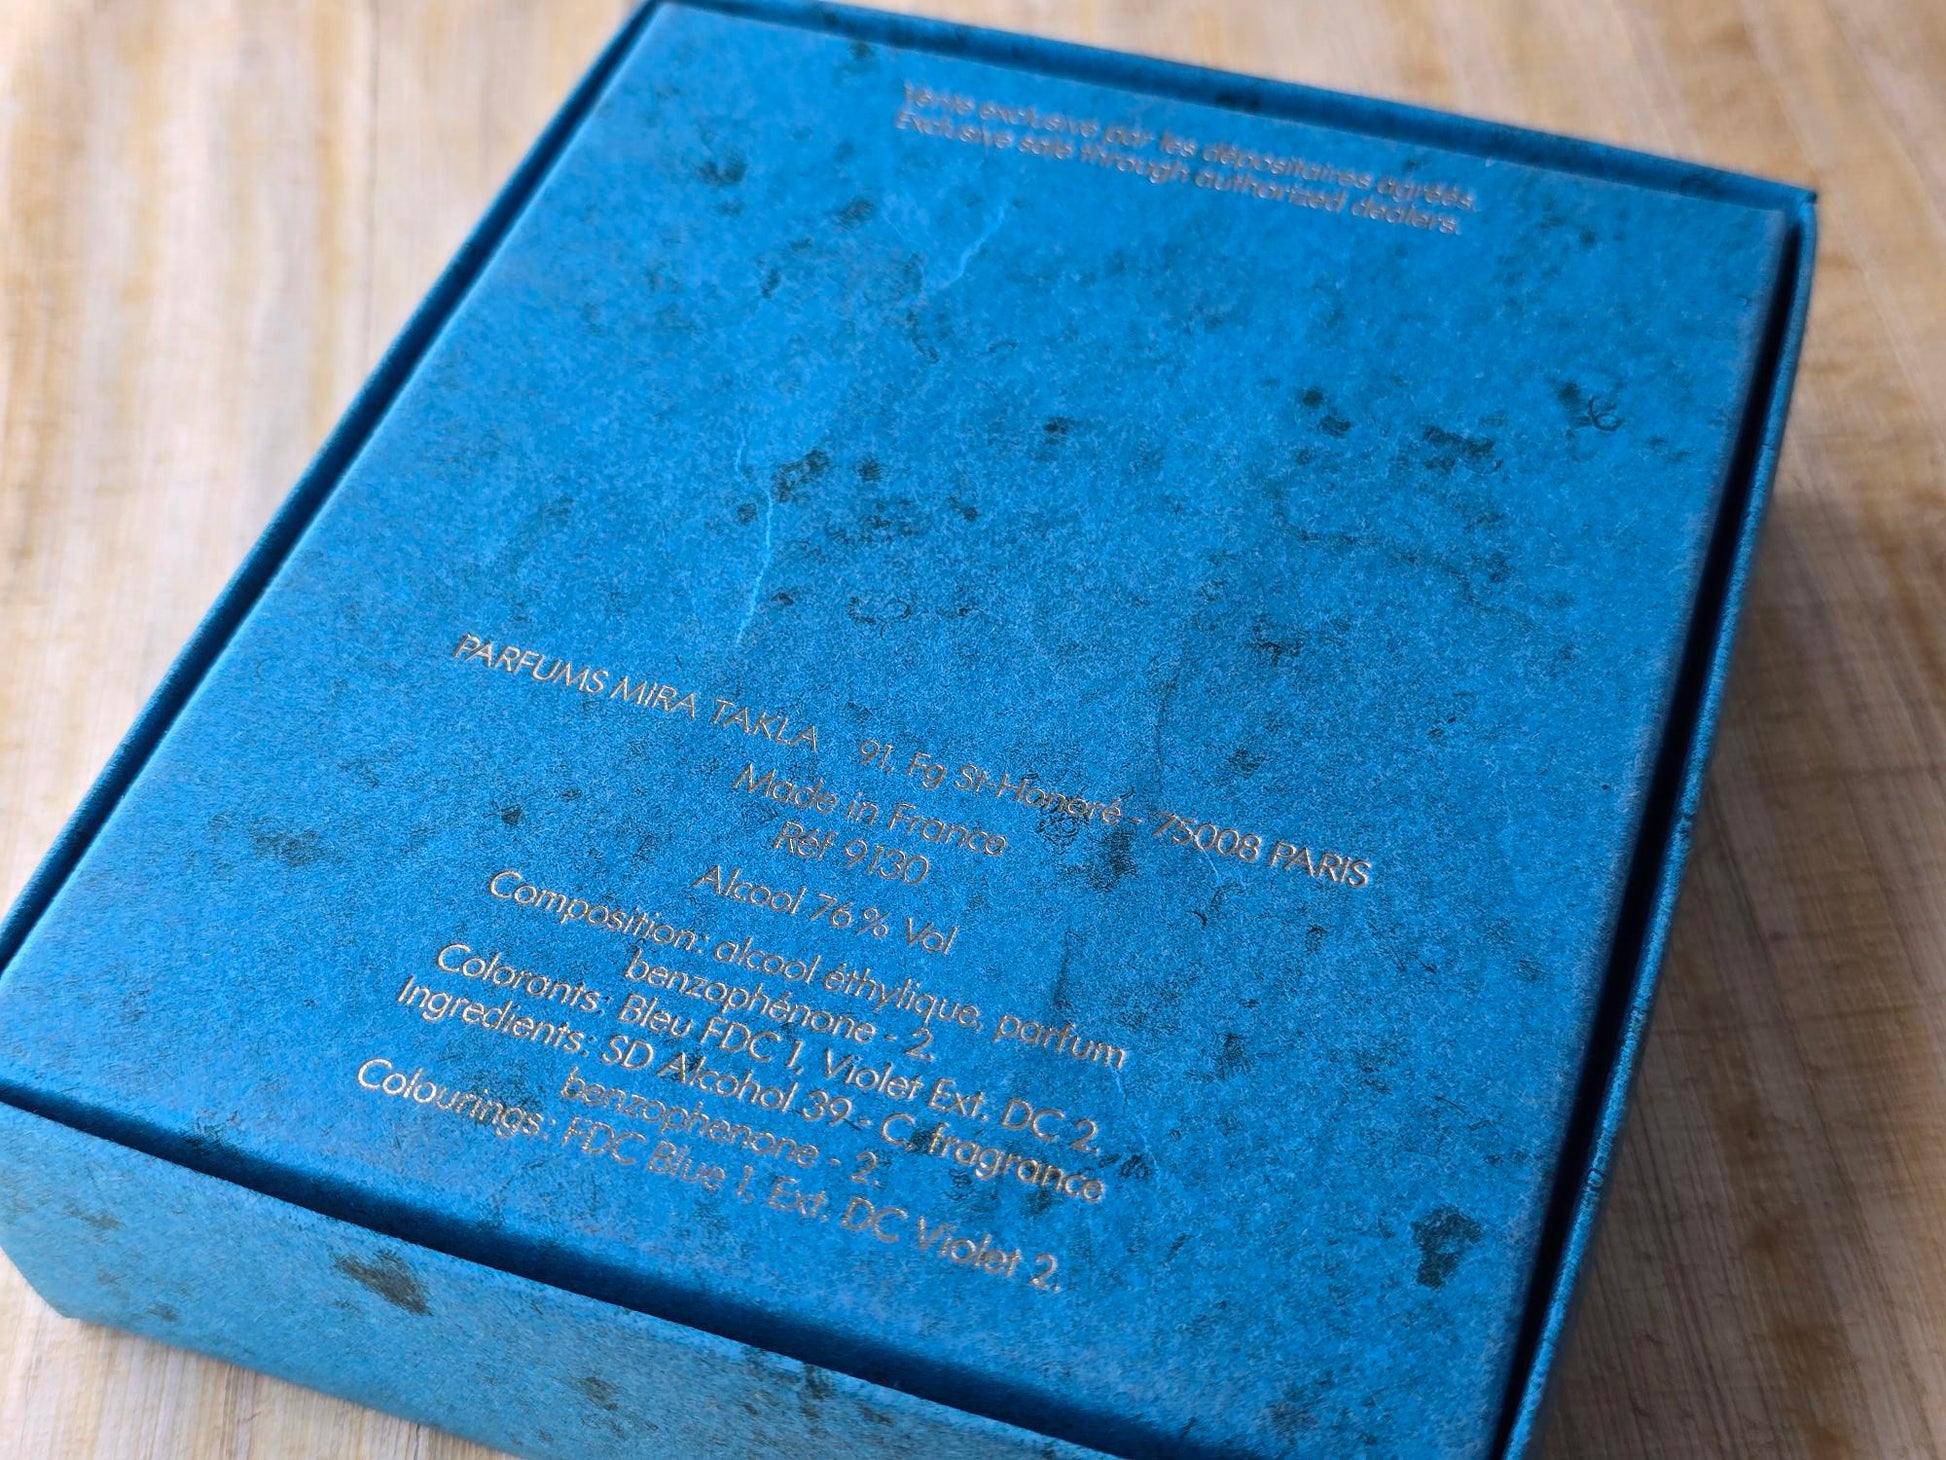 Vente exclusive par les dépositaires agréés.
Exclusive sale through authorized dealers.
PARFUMS MIRA TAKLA 91, Fg St-Honoré - 75008 PARIS
Made in France
Réf 9130
Alcool 76 % Vol
Composition: alcool éthylique, parfum
benzophénone - 2.
Colorants: Bleu FDC 1, Violet Ext. DC 2.
Ingredients: SD Alcohol 39 - C, fragrance
benzophenone - 2.
Colourings: FDC Blue 1, Ext. DC Violet 2.